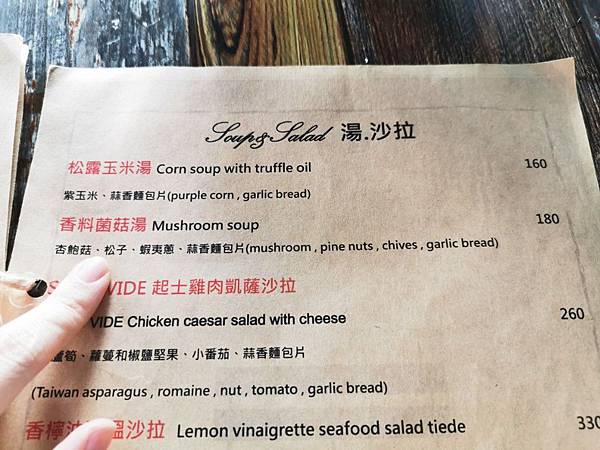 Soup&Salad 湯.沙拉
松露玉米湯 Corn soup with truffle oil 160
紫玉米、蒜香麵包片(purple corn , garlic bread)
香料菌菇湯 Mushroom soup 180
杏鮑菇、松子、蝦夷蔥、蒜香麵包片(mushroom , pine nuts , chives , garlic bread)
VIDE 起士雞肉凱薩沙拉
VIDE Chicken caesar salad with cheese 260
蘆筍、蘿蔓和椒鹽堅果、小番茄、蒜香麵包片
(Taiwan asparagus , romaine , nut , tomato , garlic bread)
香檸油 溫沙拉 Lemon vinaigrette seafood salad tiede 330